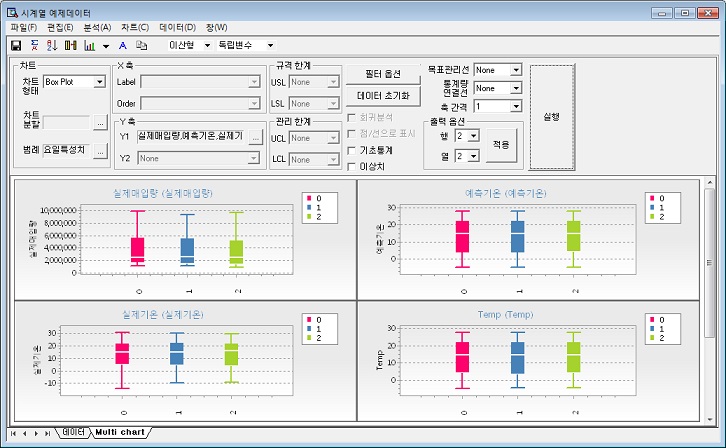 시계열 예제데이터
파일(F) 편집(E) 분석(A) 차트(C) 데이터(D) 창(W)
이산형 독립변수
차트
차트 형태 Box Plot
차트 분할 ...
범례 요일특성치 ...
X 축
Label
Order
Y 축
Y1 실제매입량,예측기온,실제기 ...
Y2 None
규격 한계
USL None
LSL None
관리 한계
UCL None
LCL None
필터 옵션
데이터 초기화
회귀분석
점/선으로 표시
기초통계
이상치
목표관리선 None
통계량 연결선 None
축 간격 1
출력 옵션
행 2
열 2
적용
실행
실제매입량 (실제매입량)
실제매입량
10,000,000
8,000,000
6,000,000
4,000,000
2,000,000
0
0 1 2
0
1
2
예측기온 (예측기온)
예측기온
30
20
10
0
0 1 2
0
1
2
실제기온 (실제기온)
실제기온
30
20
10
0
-10
0 1 2
0
1
2
Temp (Temp)
Temp
30
20
10
0
0 1 2
0
1
2
데이터 Multi chart